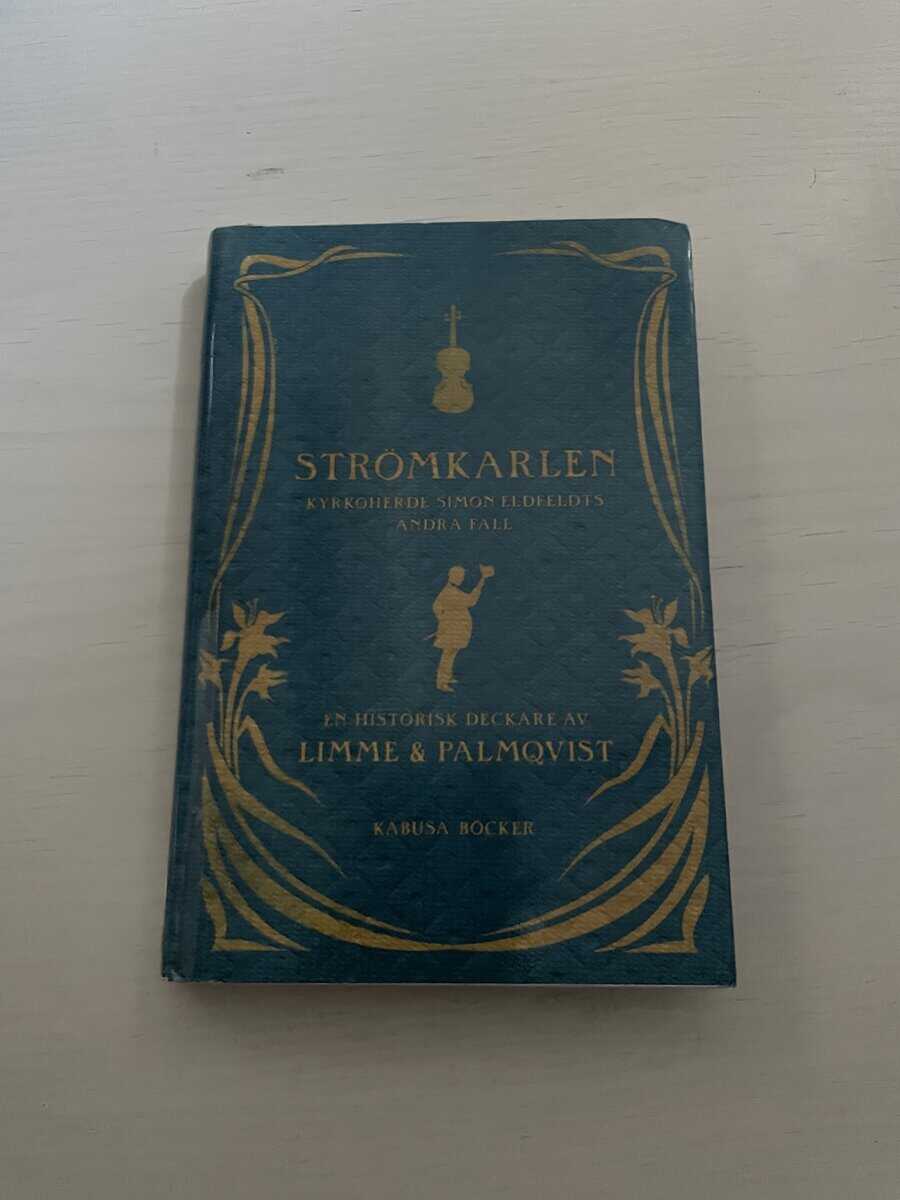 STRÖMKARLEN
KYRKOHERDE SIMON ELDFELDTS
ANDRA FALL
EN HISTORISK DECKARE AV
LIMME & PALMQVIST
KABUSA BÖCKER